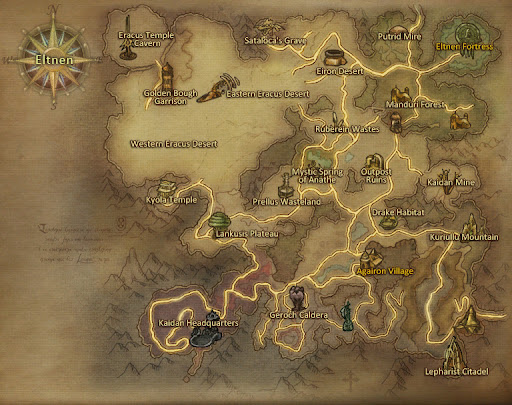 Eltnen
Eracus Temple
Cavern
Sataloca's Grave
Putrid Mire
Eltnen Fortress
Eiron Desert
Golden Bough
Garrison
Eastern Eracus Desert
Manduri Forest
Ruberein Wastes
Western Eracus Desert
Mystic Spring
of Anathe
Outpost
Ruins
Kaidan Mine
Kyola Temple
Prellus Wasteland
Drake Habitat
Lankusis Plateau
Kuriullu Mountain
Agairon Village
Geroch Caldera
Kaidan Headquarters
Lepharist Citadel